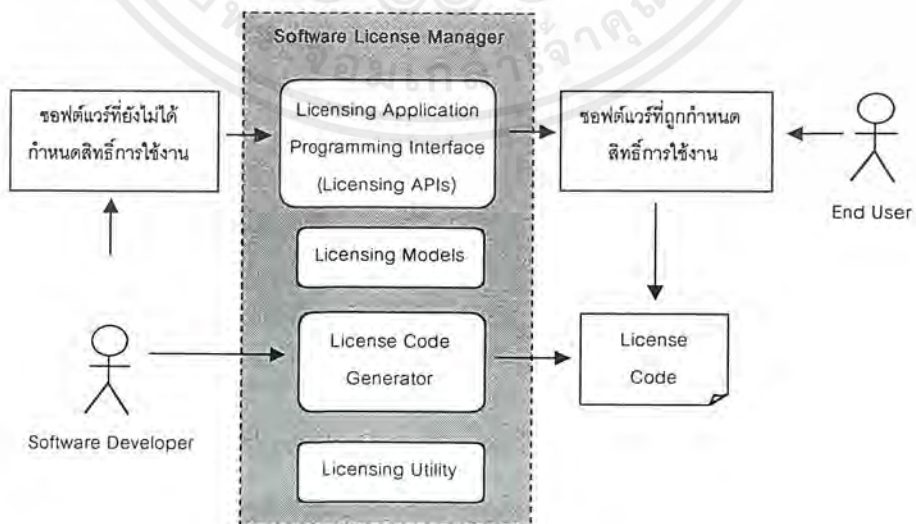 Software License Manager
ซอฟต์แวร์ที่ยังไม่ได้
กำหนดสิทธิ์การใช้งาน
Licensing Application
Programming Interface
(Licensing APIs)
ซอฟต์แวร์ที่ถูกกำหนด
สิทธิ์การใช้งาน
End User
Licensing Models
License Code
Generator
License
Code
Software Developer
Licensing Utility